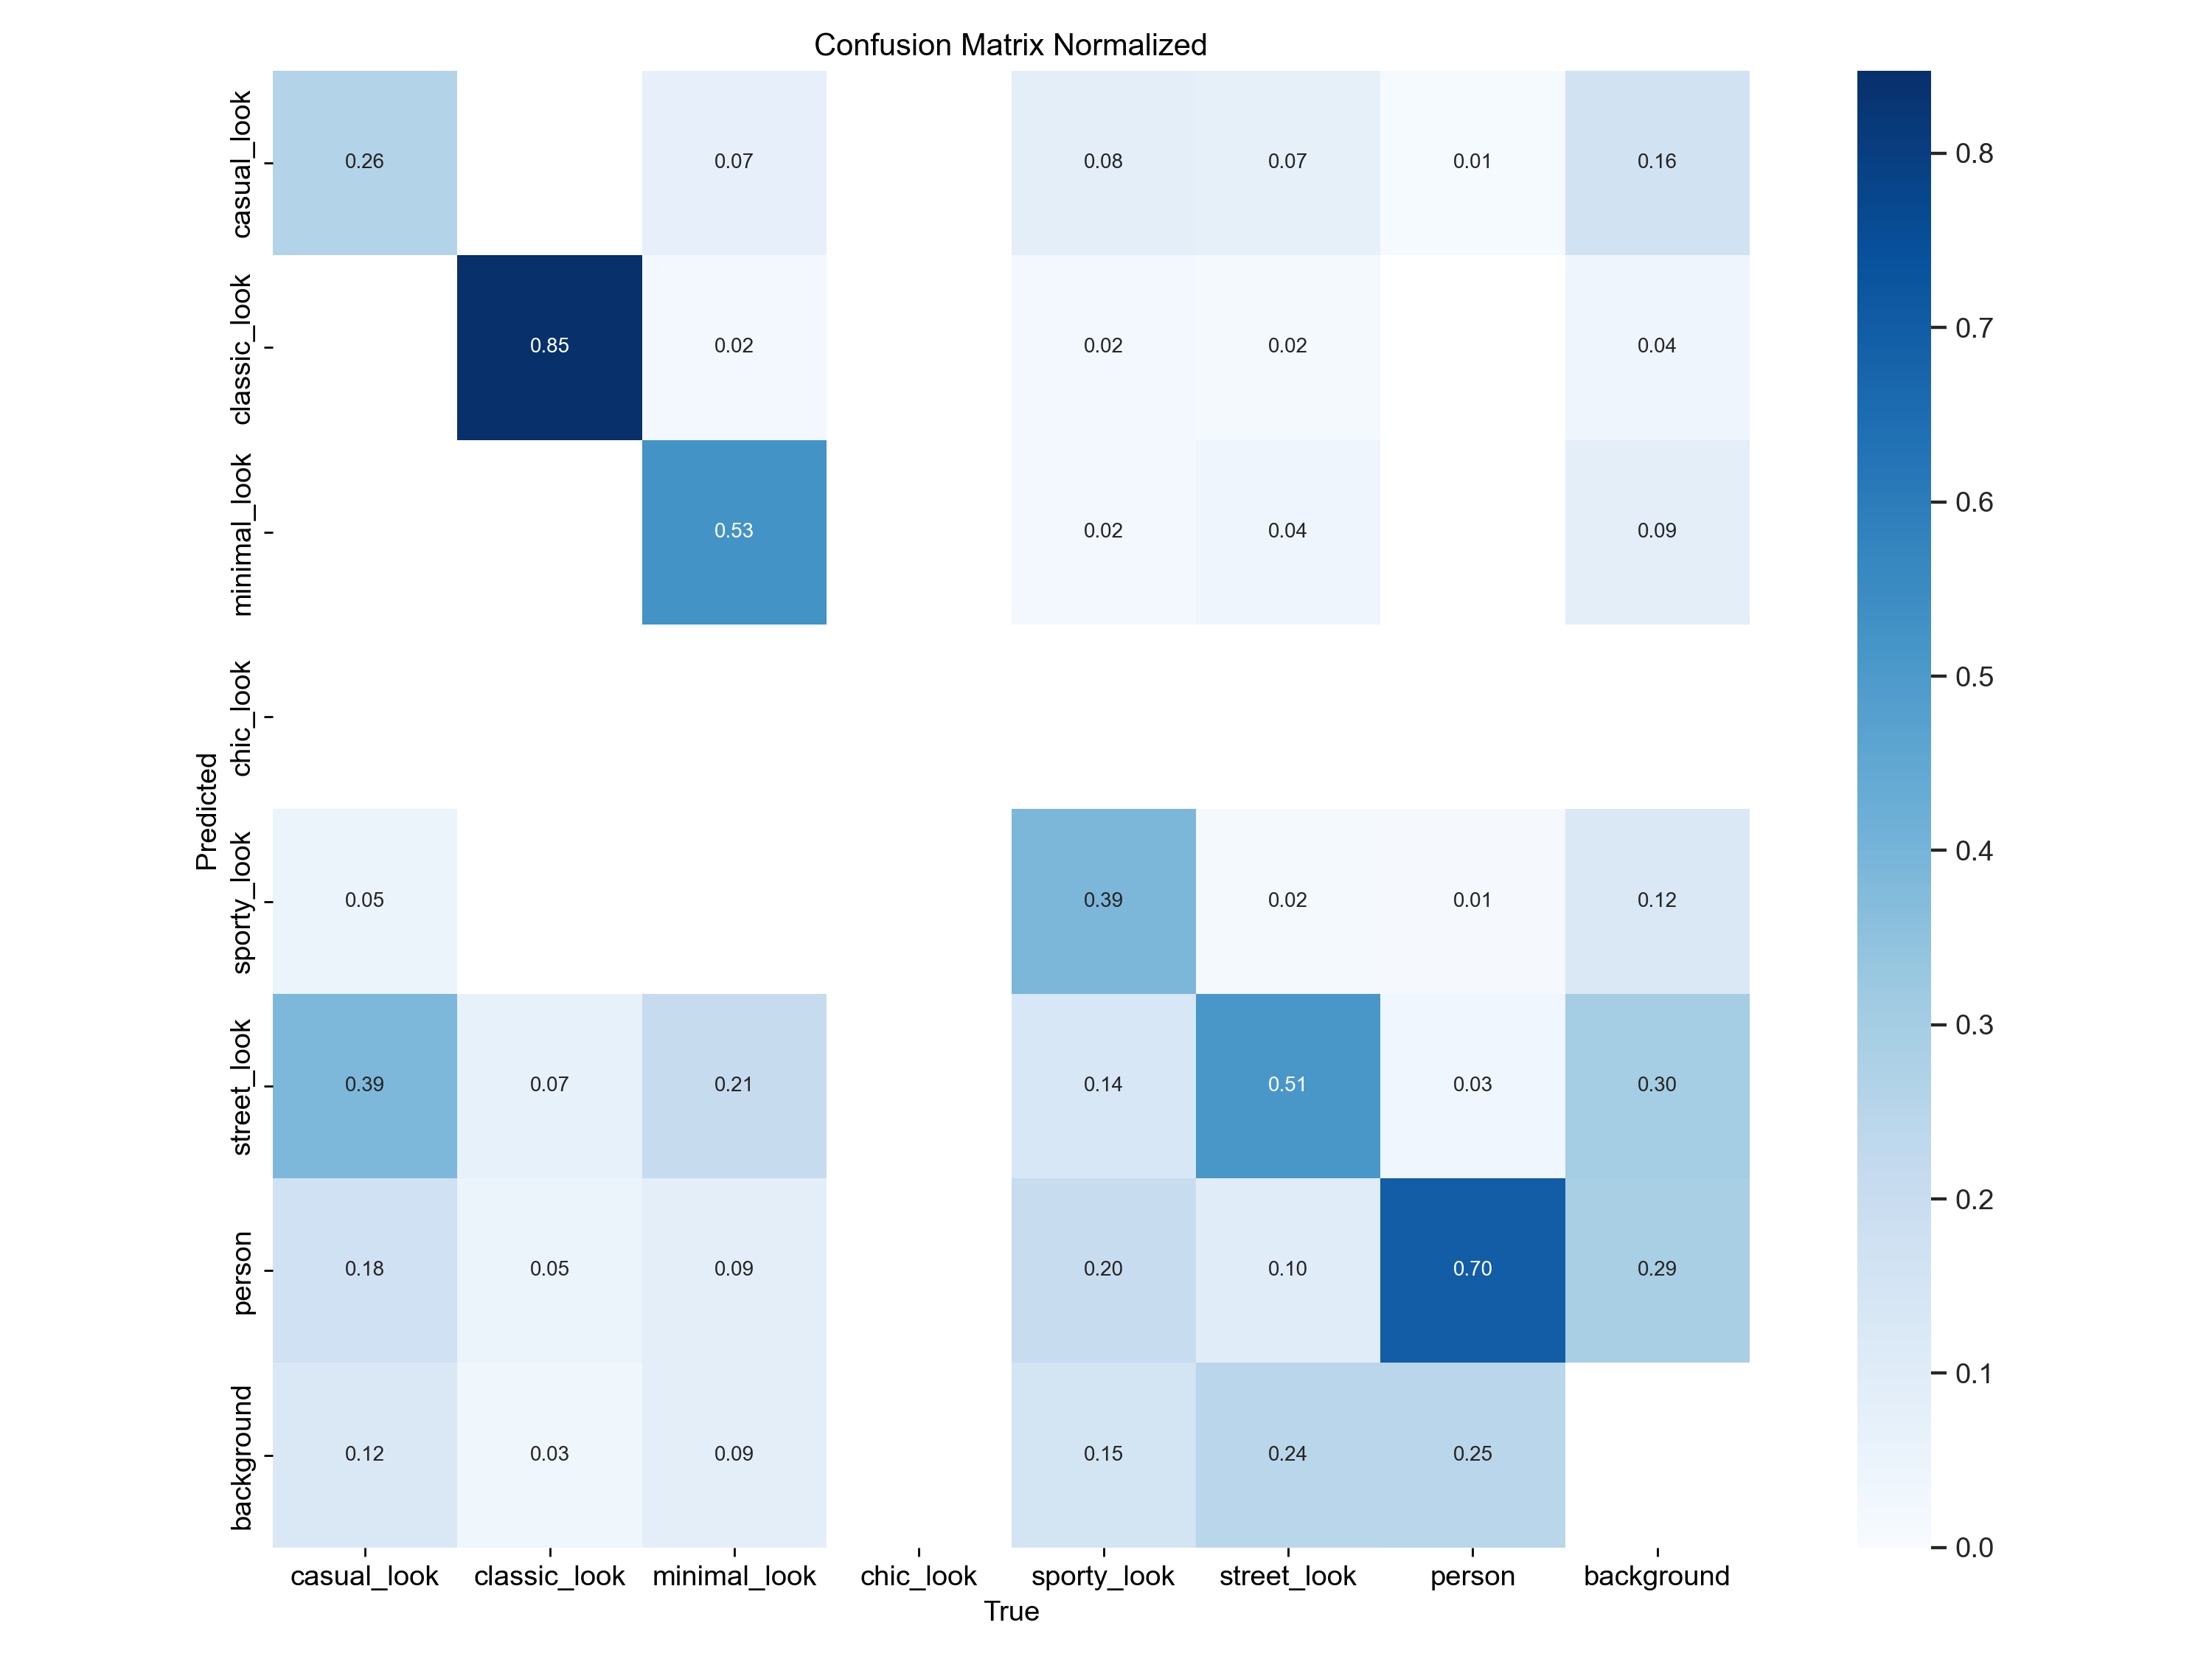 Confusion Matrix Normalized
Predicted
casual_look
0.26 0.07 0.08 0.07 0.01 0.16
classic_look
0.85 0.02 0.02 0.02 0.04
minimal_look
0.53 0.02 0.04 0.09
chic_look
sporty_look
0.05 0.39 0.02 0.01 0.12
street_look
0.39 0.07 0.21 0.14 0.51 0.03 0.30
person
0.18 0.05 0.09 0.20 0.10 0.70 0.29
background
0.12 0.03 0.09 0.15 0.24 0.25
casual_look classic_look minimal_look chic_look sporty_look street_look person background
True
0.8
0.7
0.6
0.5
0.4
0.3
0.2
0.1
0.0